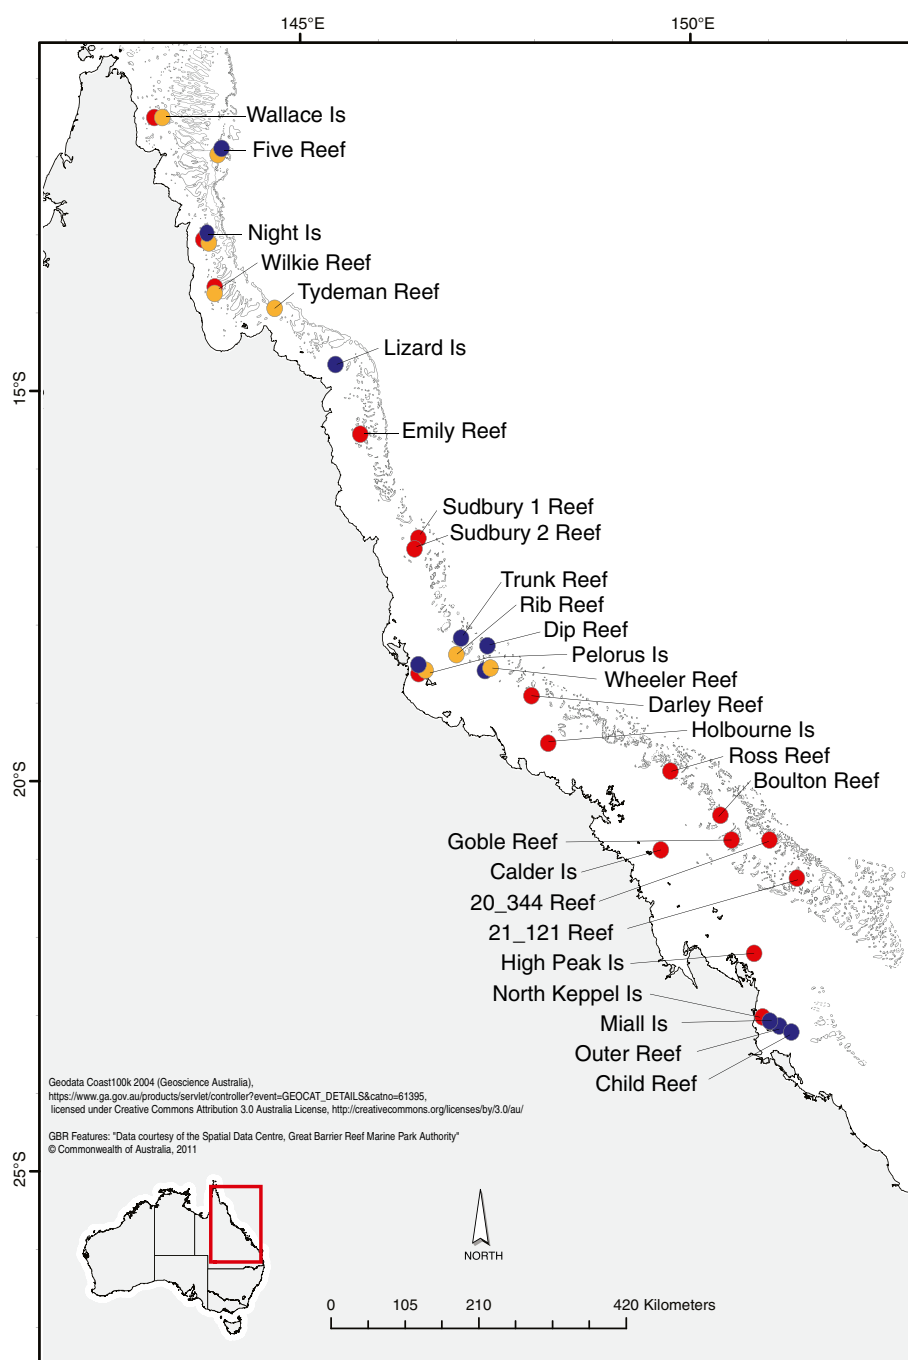 145°E
150°E
Wallace Is
Five Reef
Night Is
Wilkie Reef
Tydeman Reef
Lizard Is
15°S
Emily Reef
Sudbury 1 Reef
Sudbury 2 Reef
Trunk Reef
Rib Reef
Dip Reef
Pelorus Is
Wheeler Reef
Darley Reef
Holbourne Is
Ross Reef
20°S
Boulton Reef
Goble Reef
Calder Is
20_344 Reef
21_121 Reef
High Peak Is
North Keppel Is
Miall Is
Outer Reef
Child Reef
Geodata Coast100k 2004 (Geoscience Australia),
https://www.ga.gov.au/products/servlet/controller?event=GEOCAT_DETAILS&catno=61395,
licensed under Creative Commons Attribution 3.0 Australia License, http://creativecommons.org/licenses/by/3.0/au/
GBR Features: "Data courtesy of the Spatial Data Centre, Great Barrier Reef Marine Park Authority"
© Commonwealth of Australia, 2011
25°S
NORTH
0 105 210 420 Kilometers